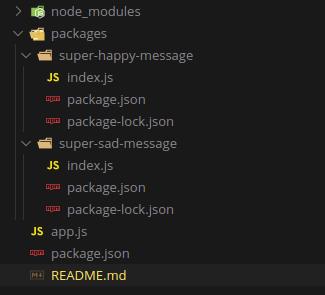 node_modules
packages
super-happy-message
JS index.js
package.json
package-lock.json
super-sad-message
JS index.js
package.json
package-lock.json
JS app.js
package.json
README.md